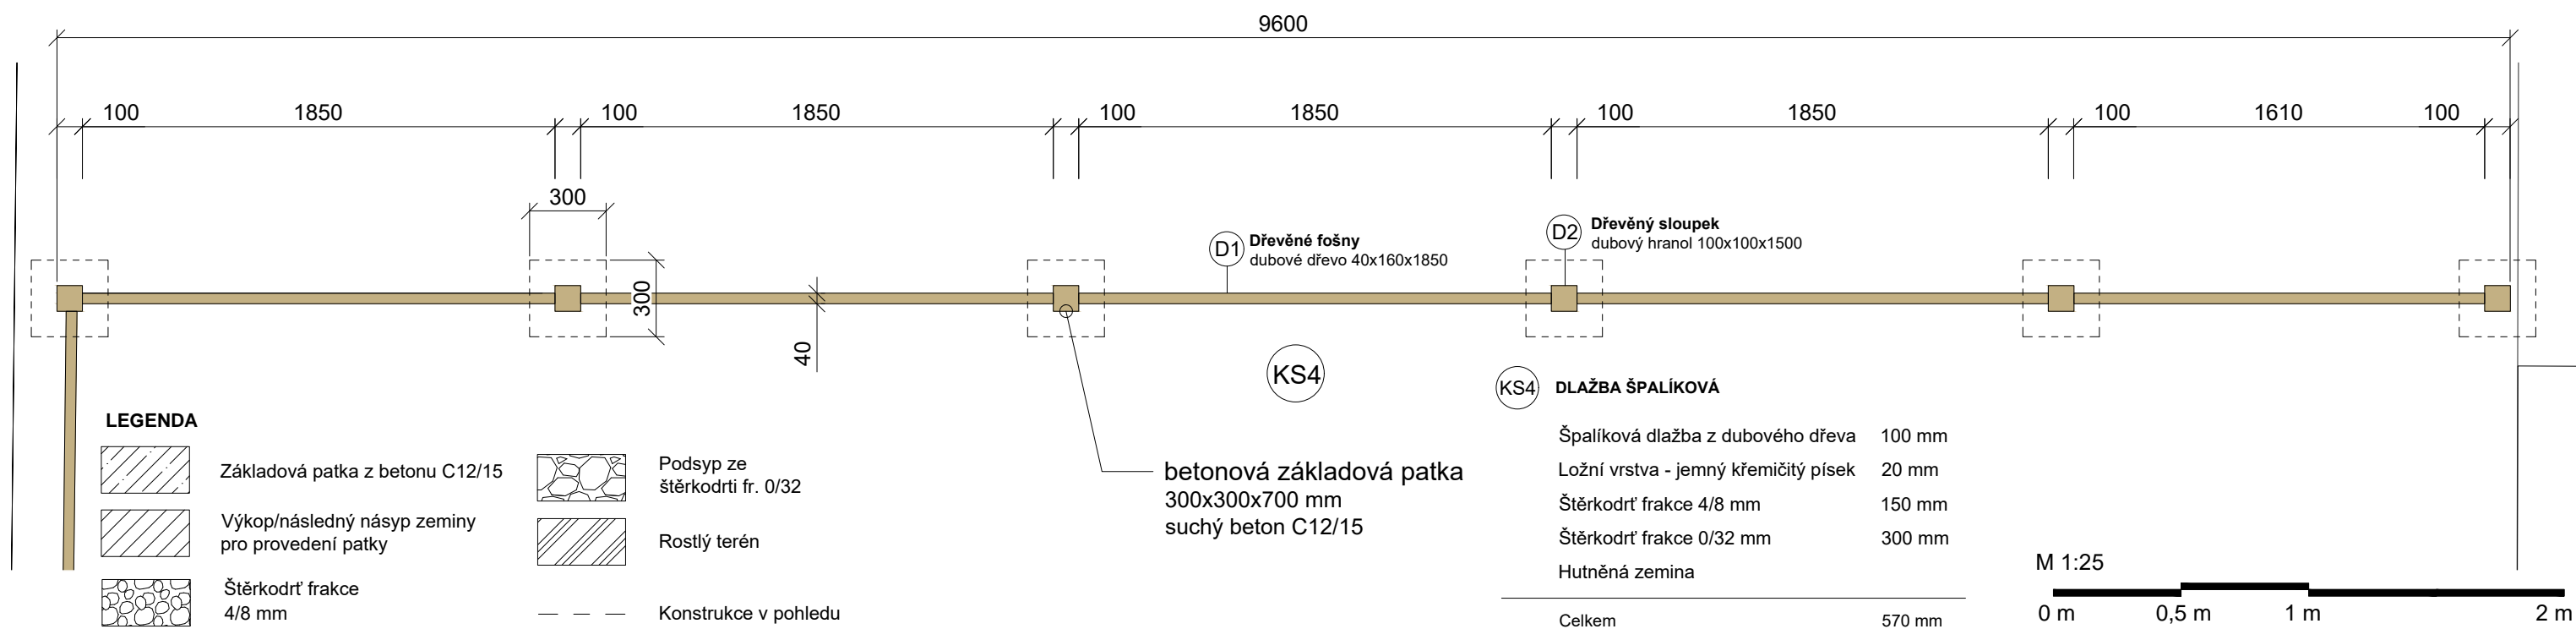 9600
100 1850 100 1850 100 1850 100 1850 100 1610 100
300
300
40
D1 Dřevěné fošny
dubové dřevo 40x160x1850
D2 Dřevěný sloupek
dubový hranol 100x100x1500
KS4
betonová základová patka
300x300x700 mm
suchý beton C12/15
LEGENDA
Základová patka z betonu C12/15
Výkop/následný násyp zeminy
pro provedení patky
Štěrkodrť frakce
4/8 mm
Podsyp ze
štěrkodrti fr. 0/32
Rostlý terén
Konstrukce v pohledu
KS4 DLAŽBA ŠPALÍKOVÁ
Špalíková dlažba z dubového dřeva 100 mm
Ložní vrstva - jemný křemičitý písek 20 mm
Štěrkodrť frakce 4/8 mm 150 mm
Štěrkodrť frakce 0/32 mm 300 mm
Hutněná zemina
Celkem 570 mm
M 1:25
0 m 0,5 m 1 m 2 m